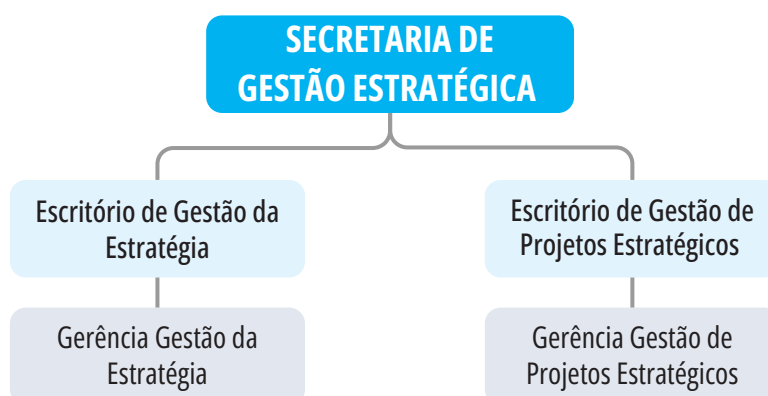 SECRETARIA DE
GESTÃO ESTRATÉGICA
Escritório de Gestão da
Estratégia
Escritório de Gestão de
Projetos Estratégicos
Gerência Gestão da
Estratégia
Gerência Gestão de
Projetos Estratégicos